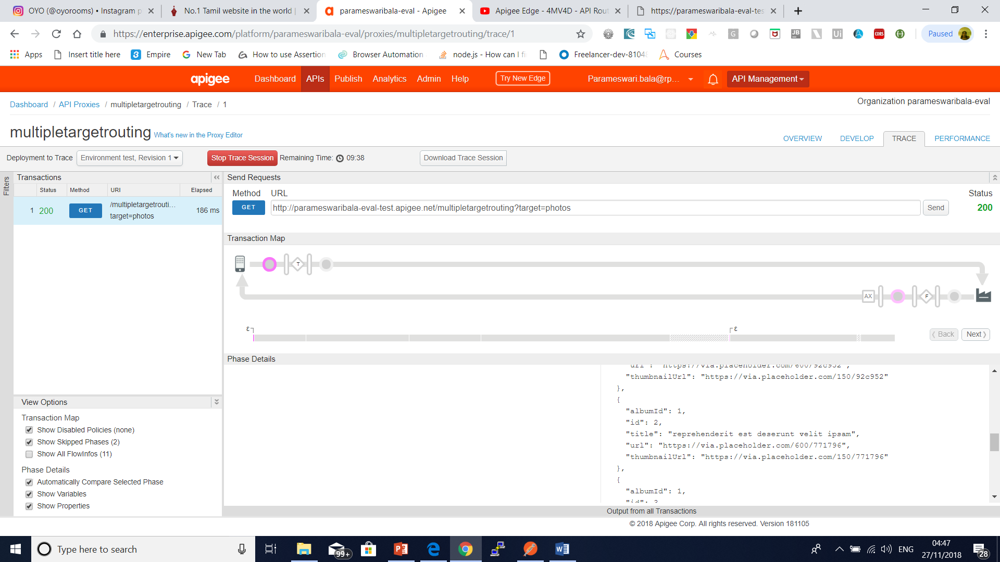 OYO (@oyorooms) • Instagram p
No.1 Tamil website in the world |
parameswaribala-eval - Apigee
Apigee Edge - 4MV4D - API Rout
https://parameswaribala-eval-tes
https://enterprise.apigee.com/platform/parameswaribala-eval/proxies/multipletargetrouting/trace/1
Paused
Apps
Insert title here
Empire
New Tab
How to use Assertion
Browser Automation
node.js - How can I fi
Freelancer-dev-81048
Courses
apigee
Dashboard
APIs
Publish
Analytics
Admin
Help
Try New Edge
Parameswari.bala@rp...
API Management
Dashboard / API Proxies / multipletargetrouting / Trace / 1
Organization parameswaribala-eval
multipletargetrouting What's new in the Proxy Editor
OVERVIEW
DEVELOP
TRACE
PERFORMANCE
Deployment to Trace
Environment test, Revision 1
Stop Trace Session
Remaining Time: 09:38
Download Trace Session
Filters
Transactions
Status Method URI Elapsed
1 200 GET /multipletargetrouti... 186 ms
target=photos
Send Requests
Method URL Status
GET http://parameswaribala-eval-test.apigee.net/multipletargetrouting?target=photos Send 200
Transaction Map
T
AX
F
ε
ε
Back
Next
Phase Details
"url": "https://via.placeholder.com/600/92c952",
"thumbnailUrl": "https://via.placeholder.com/150/92c952"
},
{
"albumId": 1,
"id": 2,
"title": "reprehenderit est deserunt velit ipsam",
"url": "https://via.placeholder.com/600/771796",
"thumbnailUrl": "https://via.placeholder.com/150/771796"
},
{
"albumId": 1,
"id": 3
View Options
Transaction Map
Show Disabled Policies (none)
Show Skipped Phases (2)
Show All FlowInfos (11)
Phase Details
Automatically Compare Selected Phase
Show Variables
Show Properties
Output from all Transactions
© 2018 Apigee Corp. All rights reserved. Version 181105
Type here to search
99+
ENG
04:47
27/11/2018
28